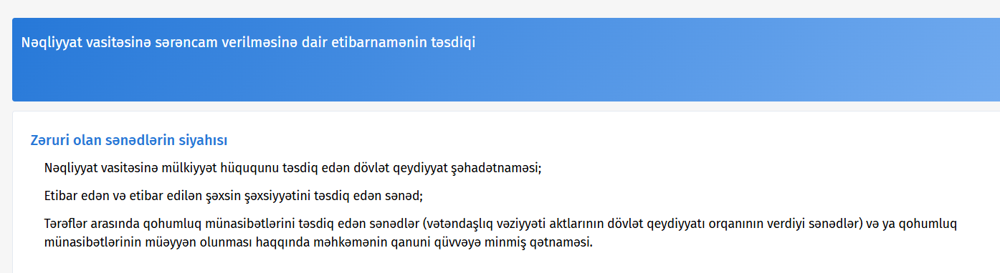 Nəqliyyat vasitəsinə sərəncam verilməsinə dair etibarnamənin təsdiqi
Zəruri olan sənədlərin siyahısı
Nəqliyyat vasitəsinə mülkiyyət hüququnu təsdiq edən dövlət qeydiyyat şəhadətnaməsi;
Etibar edən və etibar edilən şəxsin şəxsiyyətini təsdiq edən sənəd;
Tərəflər arasında qohumluq münasibətlərini təsdiq edən sənədlər (vətəndaşlıq vəziyyəti aktlarının dövlət qeydiyyatı orqanının verdiyi sənədlər) və ya qohumluq
münasibətlərinin müəyyən olunması haqqında məhkəmənin qanuni qüvvəyə minmiş qətnaməsi.